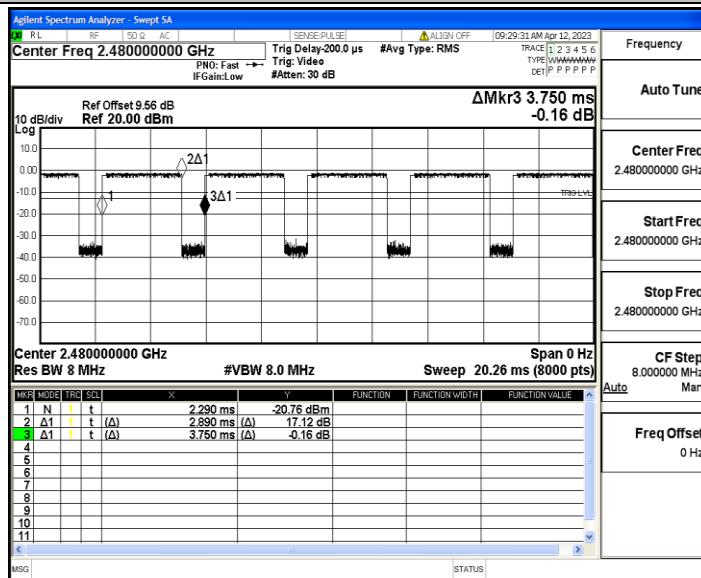 Agilent Spectrum Analyzer - Swept SA
RL RF 50 Ω AC SENSE:PULSE ALIGN OFF 09:29:31 AM Apr 12, 2023
Center Freq 2.480000000 GHz
PNO: Fast
IFGain:Low
Trig Delay-200.0 µs
Trig: Video
#Atten: 30 dB
#Avg Type: RMS
TRACE 1 2 3 4 5 6
TYPE
DET P P P P P P
Ref Offset 9.56 dB
Ref 20.00 dBm
10 dB/div
Log
ΔMkr3 3.750 ms
-0.16 dB
10.0
0.00
-10.0
-20.0
-30.0
-40.0
-50.0
-60.0
-70.0
1
2Δ1
3Δ1
TRIG LVL
Center 2.480000000 GHz Span 0 Hz
Res BW 8 MHz #VBW 8.0 MHz Sweep 20.26 ms (8000 pts)
MKR MODE TRC SCL X Y FUNCTION FUNCTION WIDTH FUNCTION VALUE
1 N t 2.290 ms -20.76 dBm
2 Δ1 t (Δ) 2.890 ms (Δ) 17.12 dB
3 Δ1 t (Δ) 3.750 ms (Δ) -0.16 dB
4
5
6
7
8
9
10
11
MSG STATUS
Frequency
Auto Tune
Center Freq
2.480000000 GHz
Start Freq
2.480000000 GHz
Stop Freq
2.480000000 GHz
CF Step
8.000000 MHz
Auto Man
Freq Offset
0 Hz